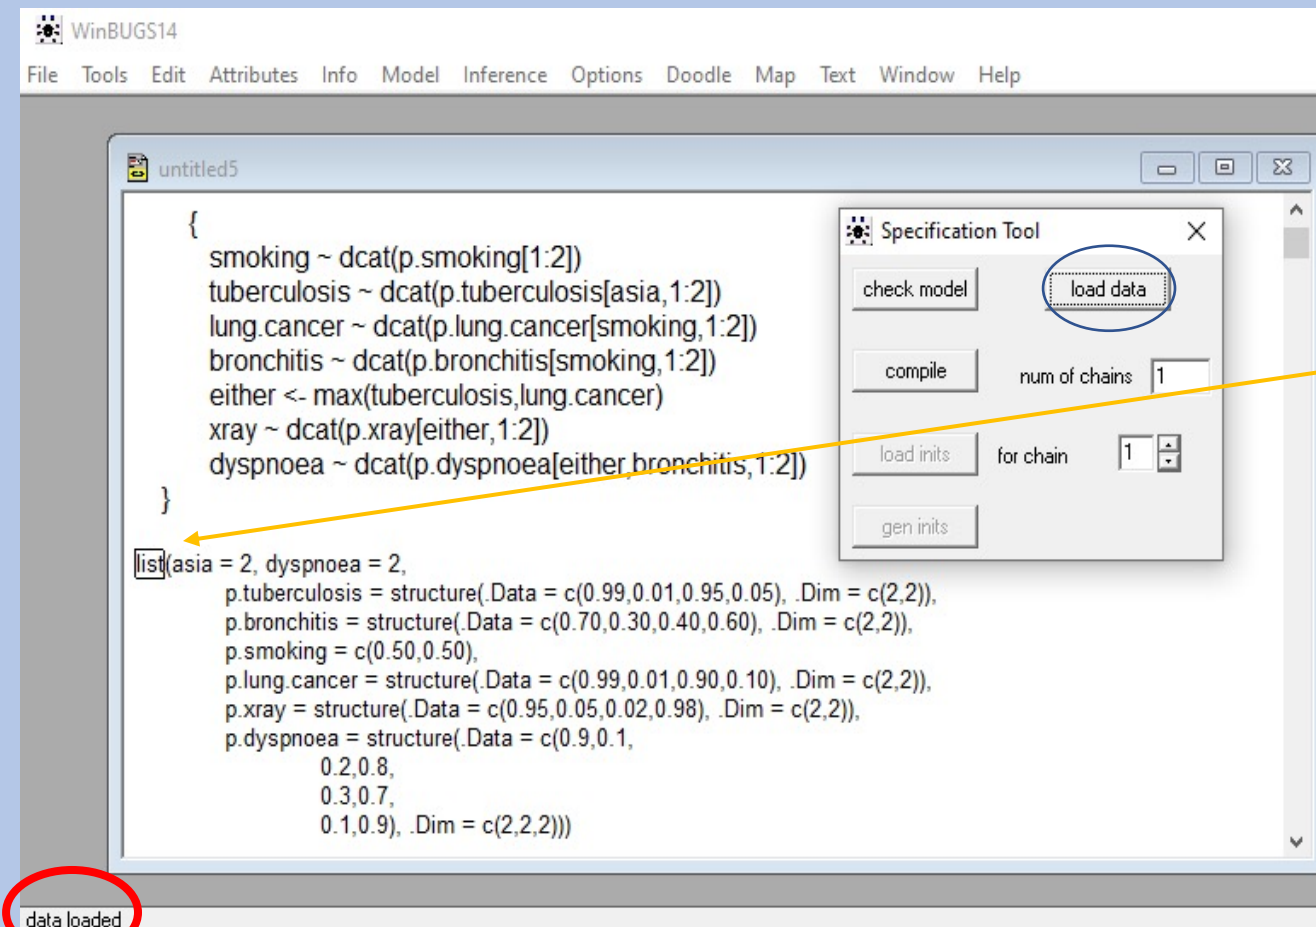 WinBUGS14
File Tools Edit Attributes Info Model Inference Options Doodle Map Text Window Help
untitled5
{
smoking ~ dcat(p.smoking[1:2])
tuberculosis ~ dcat(p.tuberculosis[asia,1:2])
lung.cancer ~ dcat(p.lung.cancer[smoking,1:2])
bronchitis ~ dcat(p.bronchitis[smoking,1:2])
either <- max(tuberculosis,lung.cancer)
xray ~ dcat(p.xray[either,1:2])
dyspnoea ~ dcat(p.dyspnoea[either,bronchitis,1:2])
}
list(asia = 2, dyspnoea = 2,
p.tuberculosis = structure(.Data = c(0.99,0.01,0.95,0.05), .Dim = c(2,2)),
p.bronchitis = structure(.Data = c(0.70,0.30,0.40,0.60), .Dim = c(2,2)),
p.smoking = c(0.50,0.50),
p.lung.cancer = structure(.Data = c(0.99,0.01,0.90,0.10), .Dim = c(2,2)),
p.xray = structure(.Data = c(0.95,0.05,0.02,0.98), .Dim = c(2,2)),
p.dyspnoea = structure(.Data = c(0.9,0.1,
0.2,0.8,
0.3,0.7,
0.1,0.9), .Dim = c(2,2,2)))
Specification Tool
check model load data
compile num of chains 1
load inits for chain 1
gen inits
data loaded